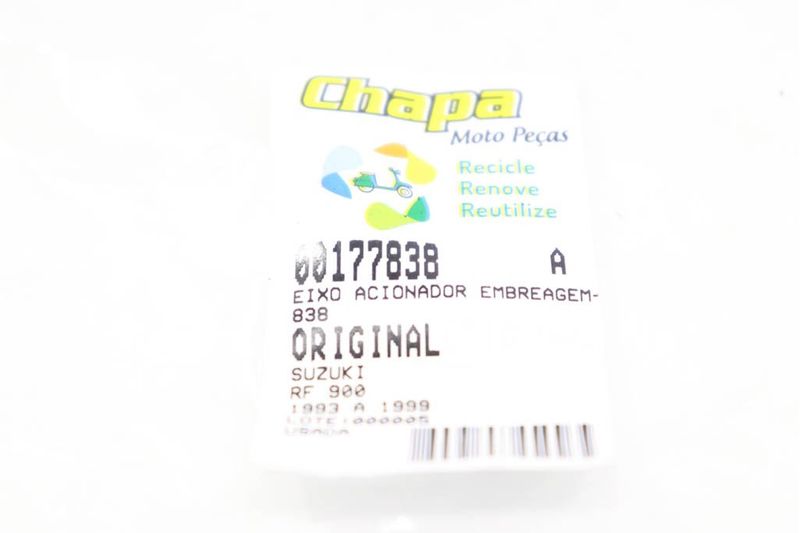 Chapa
Moto Peças
Recicle
Renove
Reutilize
00177838 A
EIXO ACIONADOR EMBREAGEM-
838
ORIGINAL
SUZUKI
RF 900
1993 A 1999
LOTE:000005